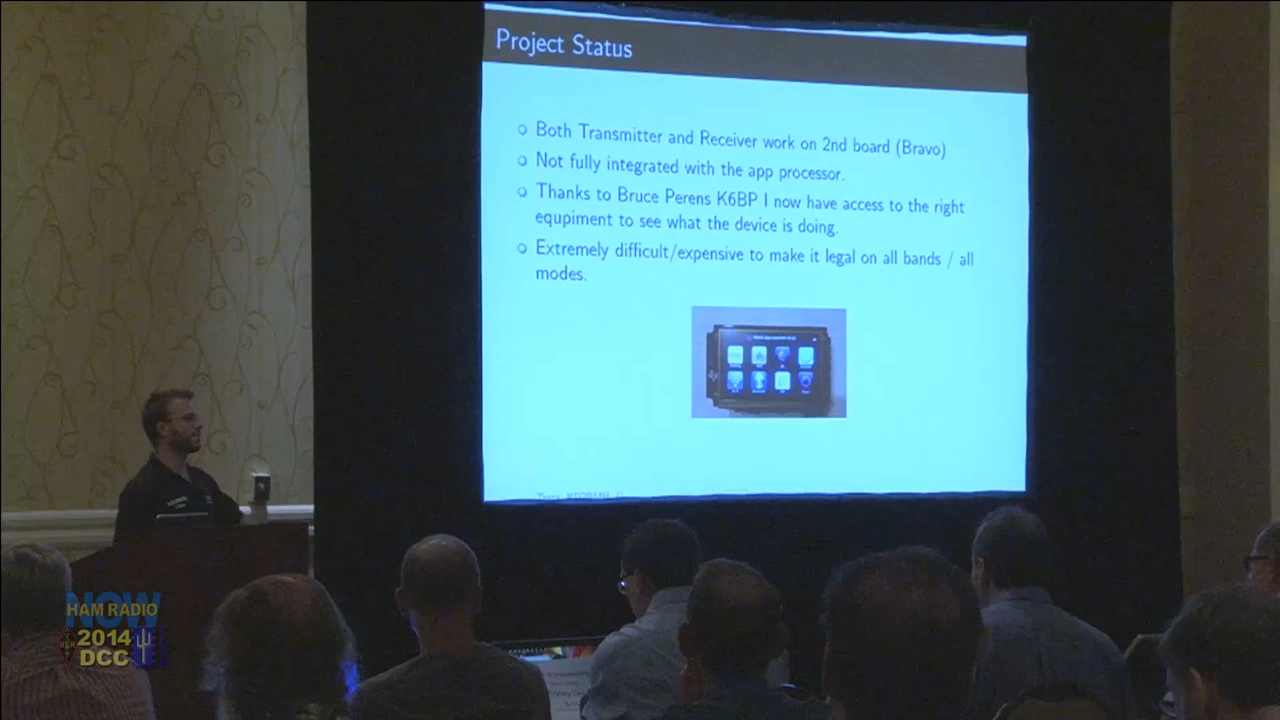 Project Status
Both Transmitter and Receiver work on 2nd board (Bravo)
Not fully integrated with the app processor.
Thanks to Bruce Perens K6BP I now have access to the right
equpiment to see what the device is doing.
Extremely difficult/expensive to make it legal on all bands / all
modes.
NOW
HAM RADIO
2014
DCC